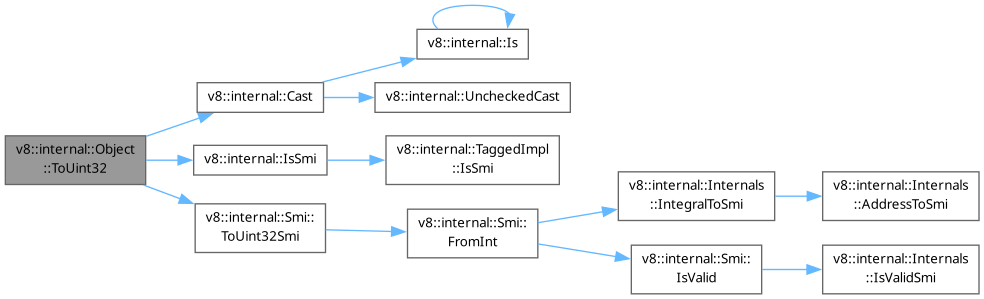 v8::internal::Object
::ToUint32
v8::internal::Cast
v8::internal::Is
v8::internal::UncheckedCast
v8::internal::IsSmi
v8::internal::TaggedImpl
::IsSmi
v8::internal::Smi::
ToUint32Smi
v8::internal::Smi::
FromInt
v8::internal::Internals
::IntegralToSmi
v8::internal::Internals
::AddressToSmi
v8::internal::Smi::
IsValid
v8::internal::Internals
::IsValidSmi